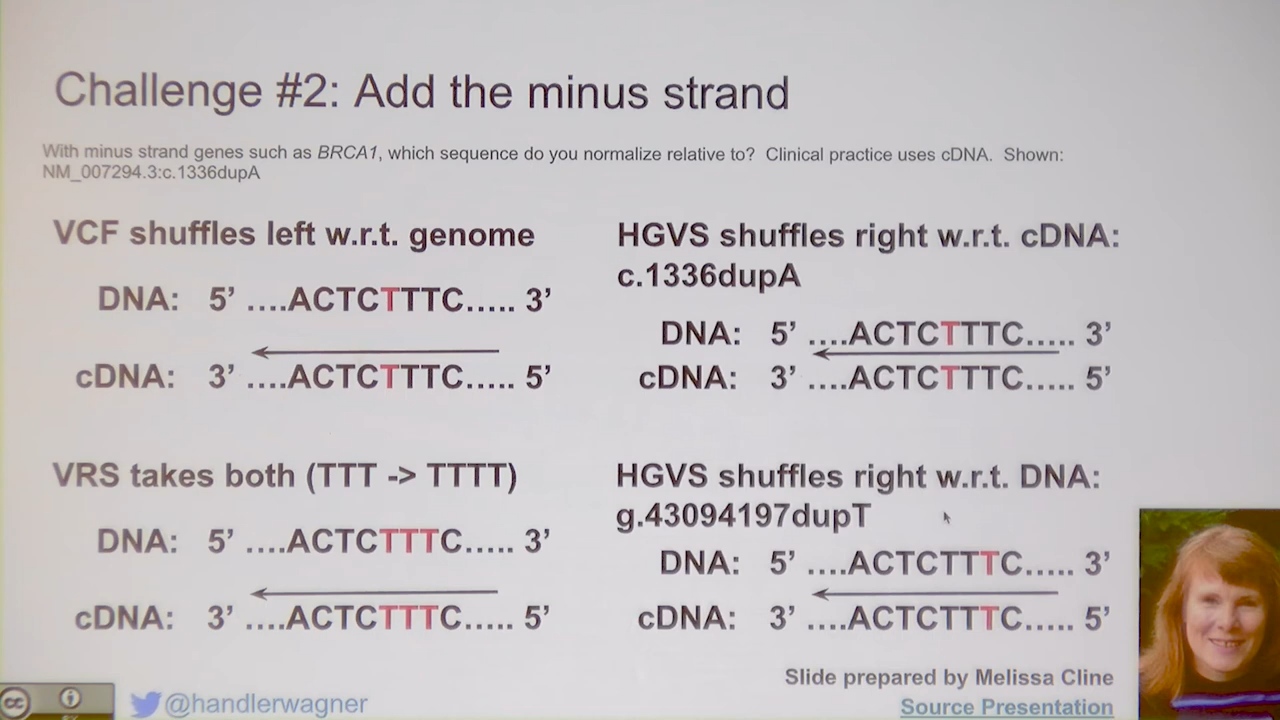 Challenge #2: Add the minus strand
With minus strand genes such as BRCA1, which sequence do you normalize relative to? Clinical practice uses cDNA. Shown:
NM_007294.3:c.1336dupA
VCF shuffles left w.r.t. genome
DNA: 5’ ....ACTCTTTC..... 3’
cDNA: 3’ ....ACTCTTTC..... 5’
HGVS shuffles right w.r.t. cDNA:
c.1336dupA
DNA: 5’ ....ACTCTTTC..... 3’
cDNA: 3’ ....ACTCTTTC..... 5’
VRS takes both (TTT -> TTTT)
DNA: 5’ ....ACTCTTTC..... 3’
cDNA: 3’ ....ACTCTTTC..... 5’
HGVS shuffles right w.r.t. DNA:
g.43094197dupT
DNA: 5’ ....ACTCTTTC..... 3’
cDNA: 3’ ....ACTCTTTC..... 5’
Slide prepared by Melissa Cline
cc
@handlerwagner
Source Presentation